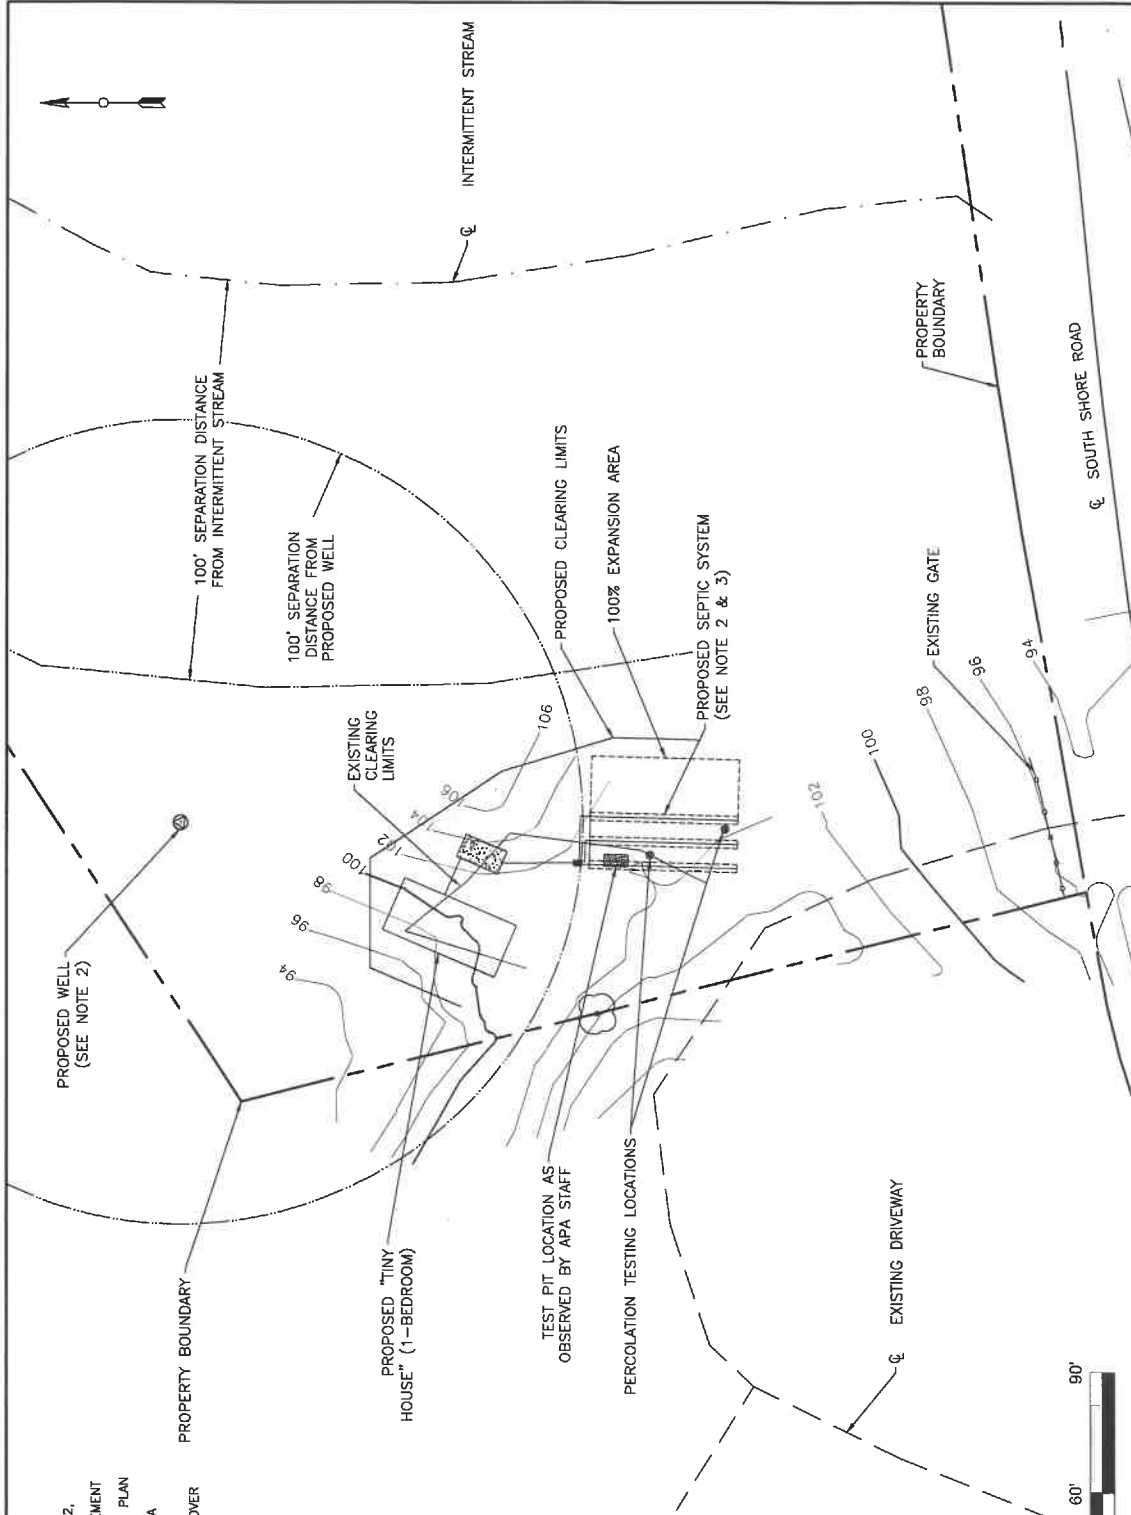 INTERMITTENT STREAM
℄
100' SEPARATION DISTANCE
FROM INTERMITTENT STREAM
100' SEPARATION
DISTANCE FROM
PROPOSED WELL
PROPERTY
BOUNDARY
℄ SOUTH SHORE ROAD
PROPOSED CLEARING LIMITS
100% EXPANSION AREA
PROPOSED SEPTIC SYSTEM
(SEE NOTE 2 & 3)
EXISTING GATE
EXISTING
CLEARING
LIMITS
106
106
104
102
100
98
96
94
94
96
98
100
102
PROPOSED WELL
(SEE NOTE 2)
PROPERTY BOUNDARY
PROPOSED "TINY
HOUSE" (1-BEDROOM)
TEST PIT LOCATION AS
OBSERVED BY APA STAFF
PERCOLATION TESTING LOCATIONS
℄ EXISTING DRIVEWAY
2,
EMENT
PLAN
A
OVER
60'
90'